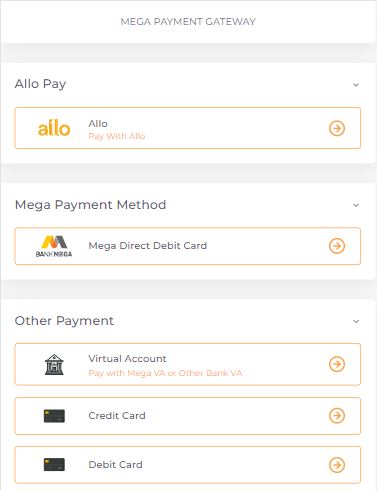 MEGA PAYMENT GATEWAY
Allo Pay
allo
Allo
Pay With Allo
Mega Payment Method
BANK MEGA
Mega Direct Debit Card
Other Payment
Virtual Account
Pay with Mega VA or Other Bank VA
Credit Card
Debit Card